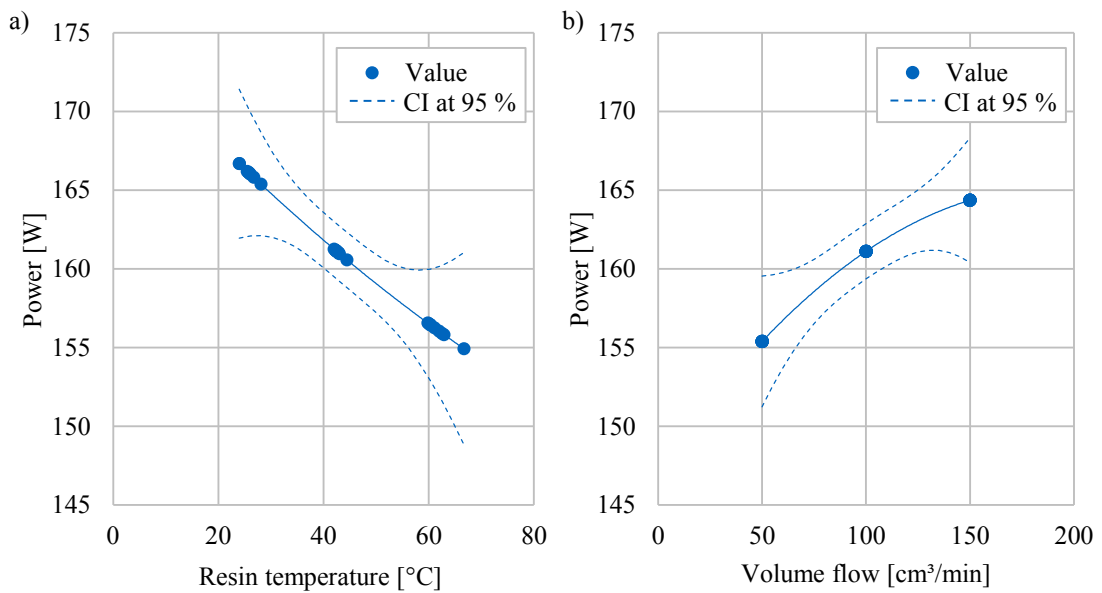 a)
175
170
165
160
155
150
145
Power [W]
Value
CI at 95 %
0
20
40
60
80
Resin temperature [°C]
b)
175
170
165
160
155
150
145
Power [W]
Value
CI at 95 %
0
50
100
150
200
Volume flow [cm³/min]